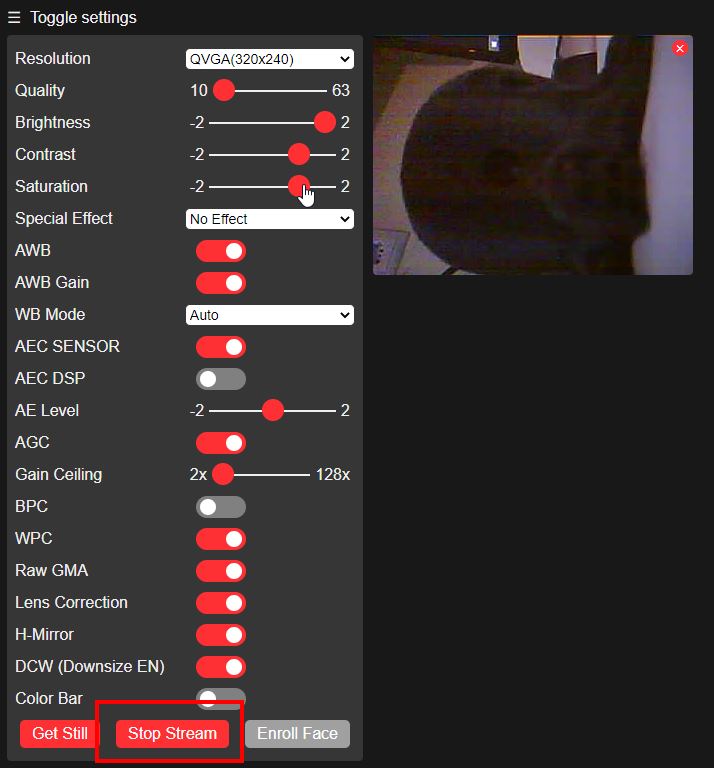 ☰ Toggle settings
Resolution QVGA(320x240)
Quality 10 63
Brightness -2 2
Contrast -2 2
Saturation -2 2
Special Effect No Effect
AWB
AWB Gain
WB Mode Auto
AEC SENSOR
AEC DSP
AE Level -2 2
AGC
Gain Ceiling 2x 128x
BPC
WPC
Raw GMA
Lens Correction
H-Mirror
DCW (Downsize EN)
Color Bar
Get Still Stop Stream Enroll Face